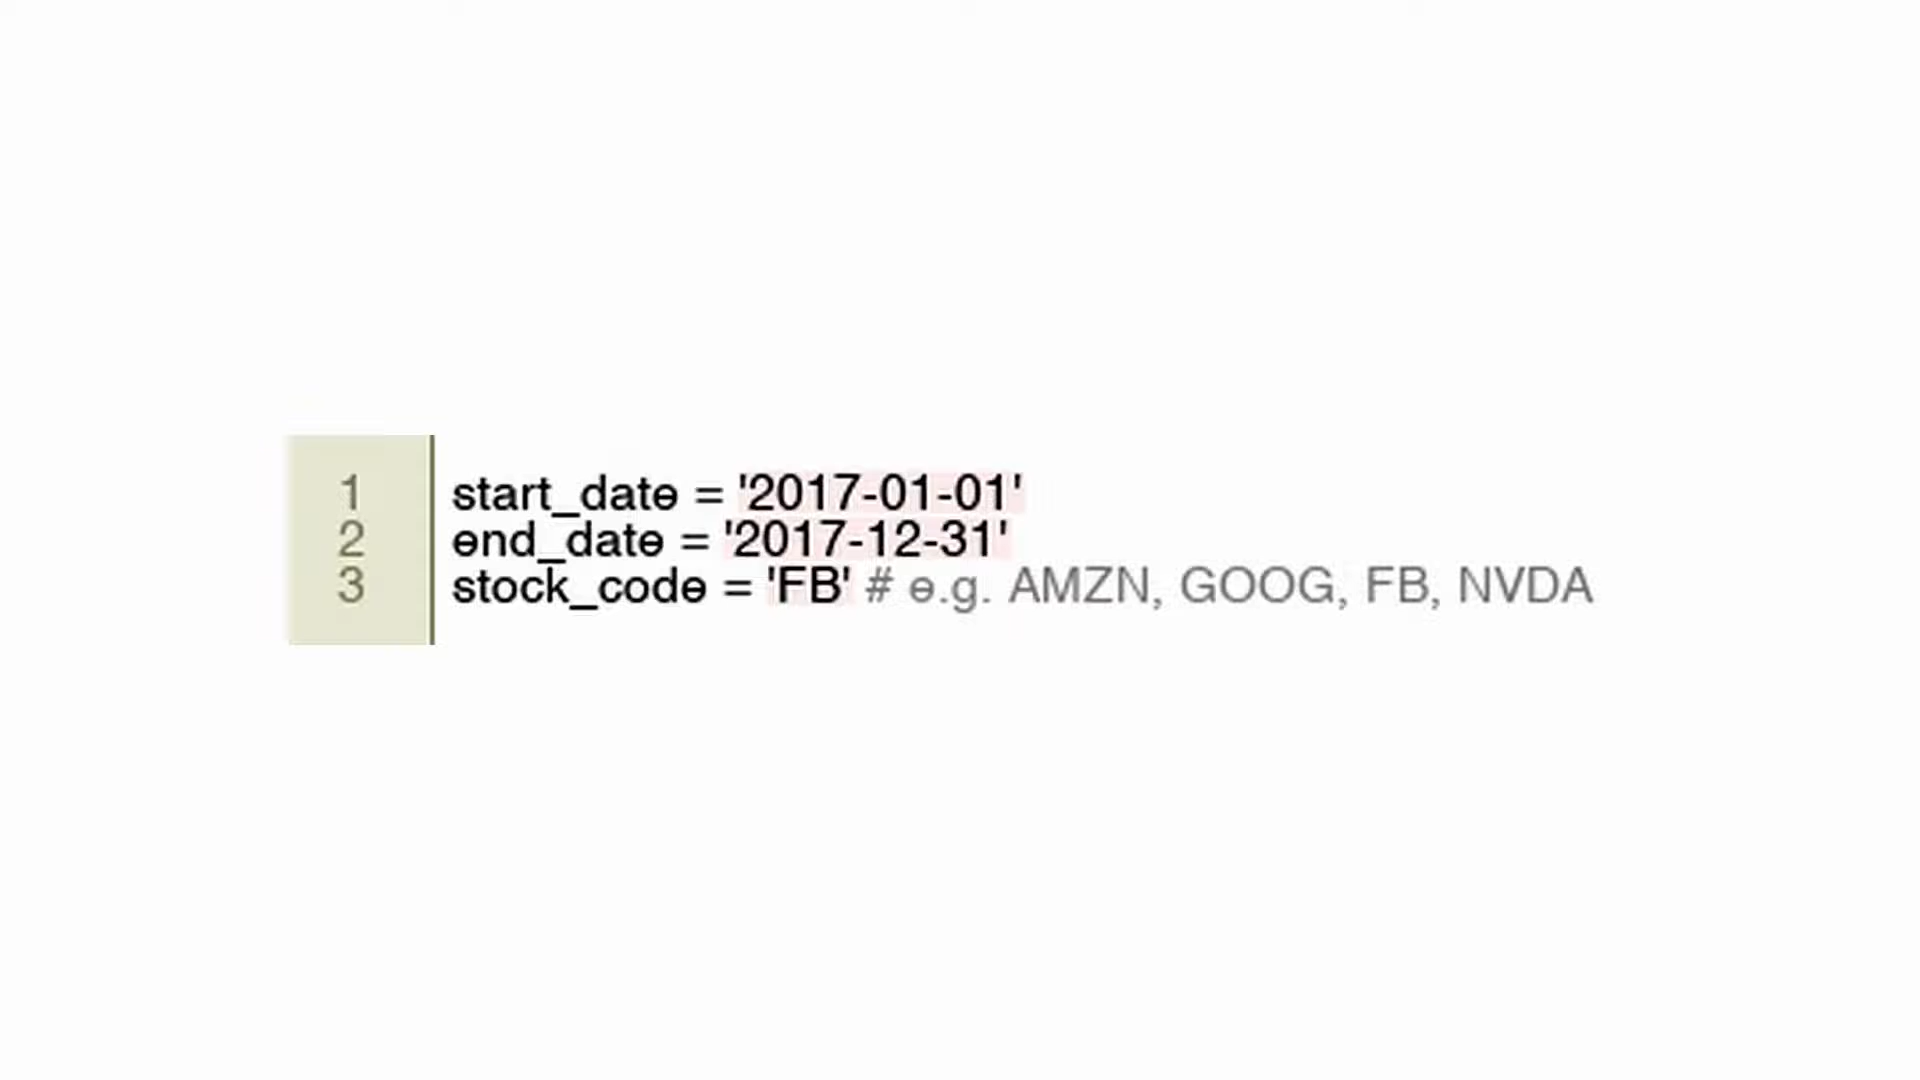 1 start_date = '2017-01-01'
2 end_date = '2017-12-31'
3 stock_code = 'FB' # e.g. AMZN, GOOG, FB, NVDA